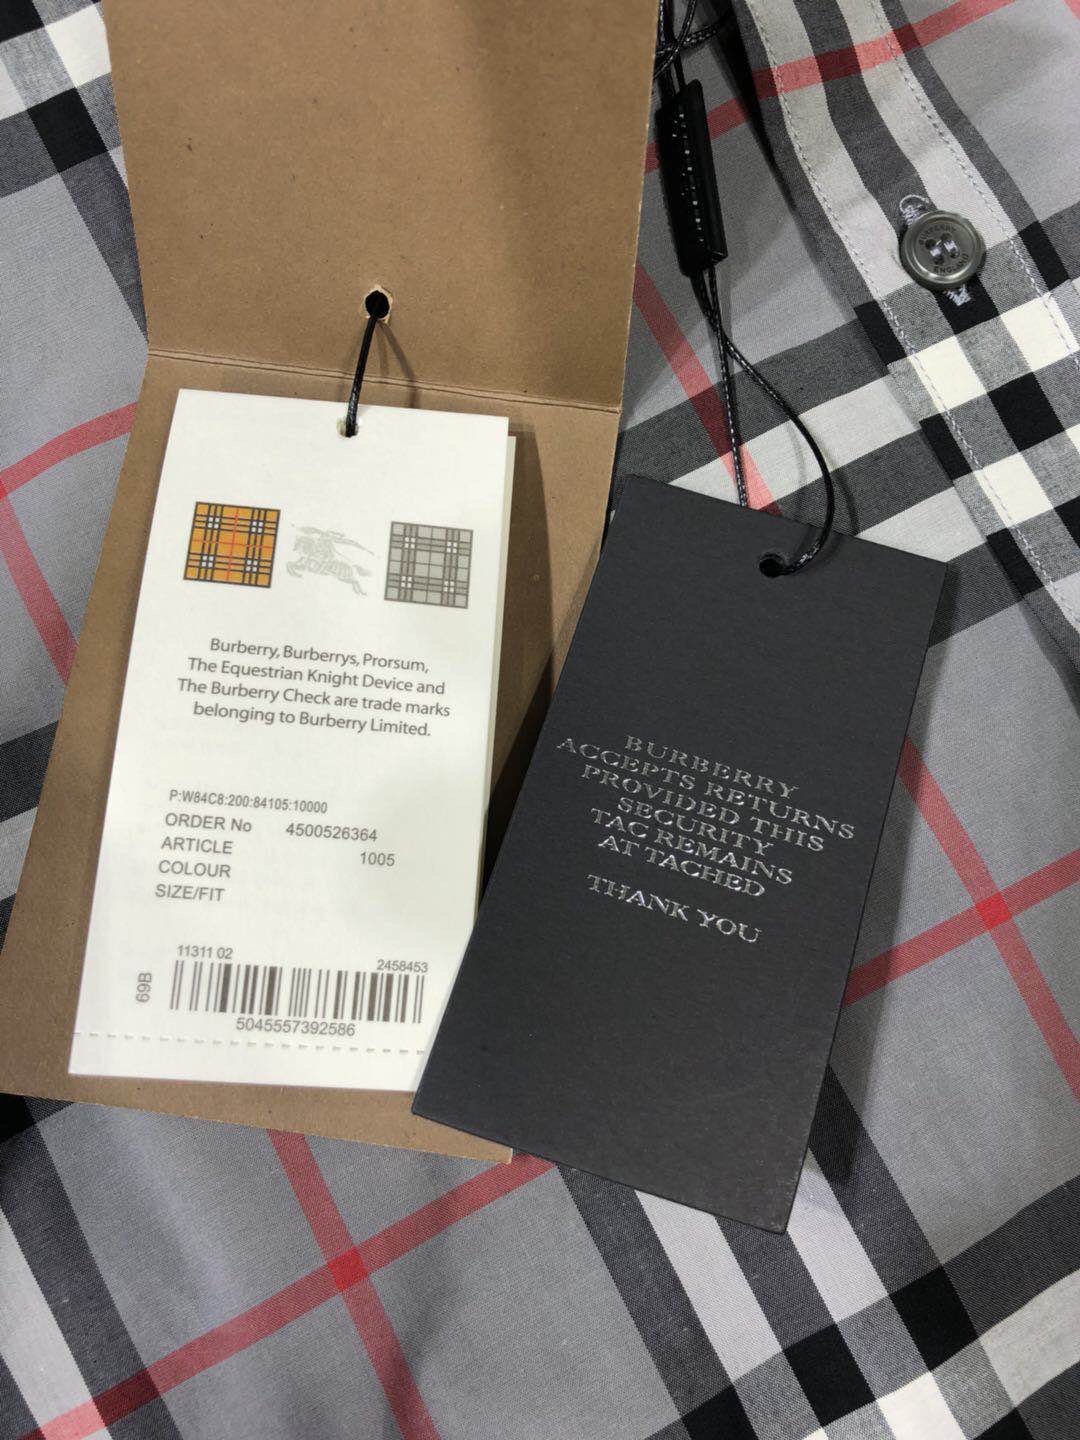 Burberry, Burberrys, Prorsum,
The Equestrian Knight Device and
The Burberry Check are trade marks
belonging to Burberry Limited.
P:W84C8:200:84105:10000
ORDER No 4500526364
ARTICLE 1005
COLOUR
SIZE/FIT
11311 02 2458453
69B
5045557392586
BURBERRY
ACCEPTS RETURNS
PROVIDED THIS
SECURITY
TAC REMAINS
AT TACHED
THANK YOU